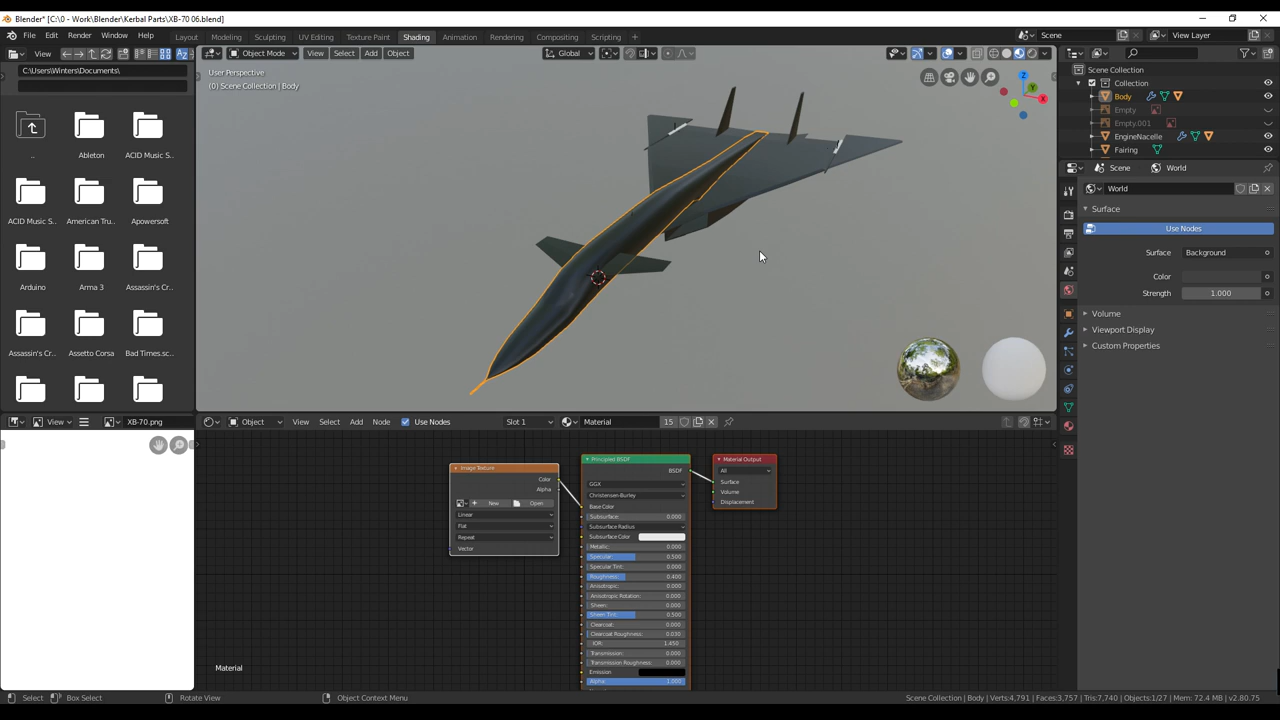 Blender* [C:\0 - Work\Blender\Kerbal Parts\XB-70 06.blend]
File Edit Render Window Help Layout Modeling Sculpting UV Editing Texture Paint Shading Animation Rendering Compositing Scripting + Scene View Layer
View
Object Mode View Select Add Object Global
C:\Users\Winters\Documents\
User Perspective
(0) Scene Collection | Body
Scene Collection
Collection
Body
Empty
Empty.001
EngineNacelle
Fairing
.. Ableton ACID Music S...
ACID Music S... American Tru... Apowersoft
Arduino Arma 3 Assassin's Cr...
Assassin's Cr... Assetto Corsa Bad Times.sc...
Z
Y
X
Scene World
World
Surface
Use Nodes
Surface Background
Color
Strength 1.000
Volume
Viewport Display
Custom Properties
View XB-70.png
Object View Select Add Node Use Nodes Slot 1 Material 15
Image Texture
Color
Alpha
New Open
Linear
Flat
Repeat
Vector
Principled BSDF
BSDF
GGX
Christensen-Burley
Base Color
Subsurface: 0.000
Subsurface Radius
Subsurface Color
Metallic: 0.000
Specular: 0.500
Specular Tint: 0.000
Roughness: 0.400
Anisotropic: 0.000
Anisotropic Rotation: 0.000
Sheen: 0.000
Sheen Tint: 0.500
Clearcoat: 0.000
Clearcoat Roughness: 0.030
IOR: 1.450
Transmission: 0.000
Transmission Roughness: 0.000
Emission
Alpha 1.000
Material Output
All
Surface
Volume
Displacement
Material
Select Box Select Rotate View Object Context Menu
Scene Collection | Body | Verts:4,791 | Faces:3,757 | Tris:7,740 | Objects:1/27 | Mem: 72.4 MB | v2.80.75